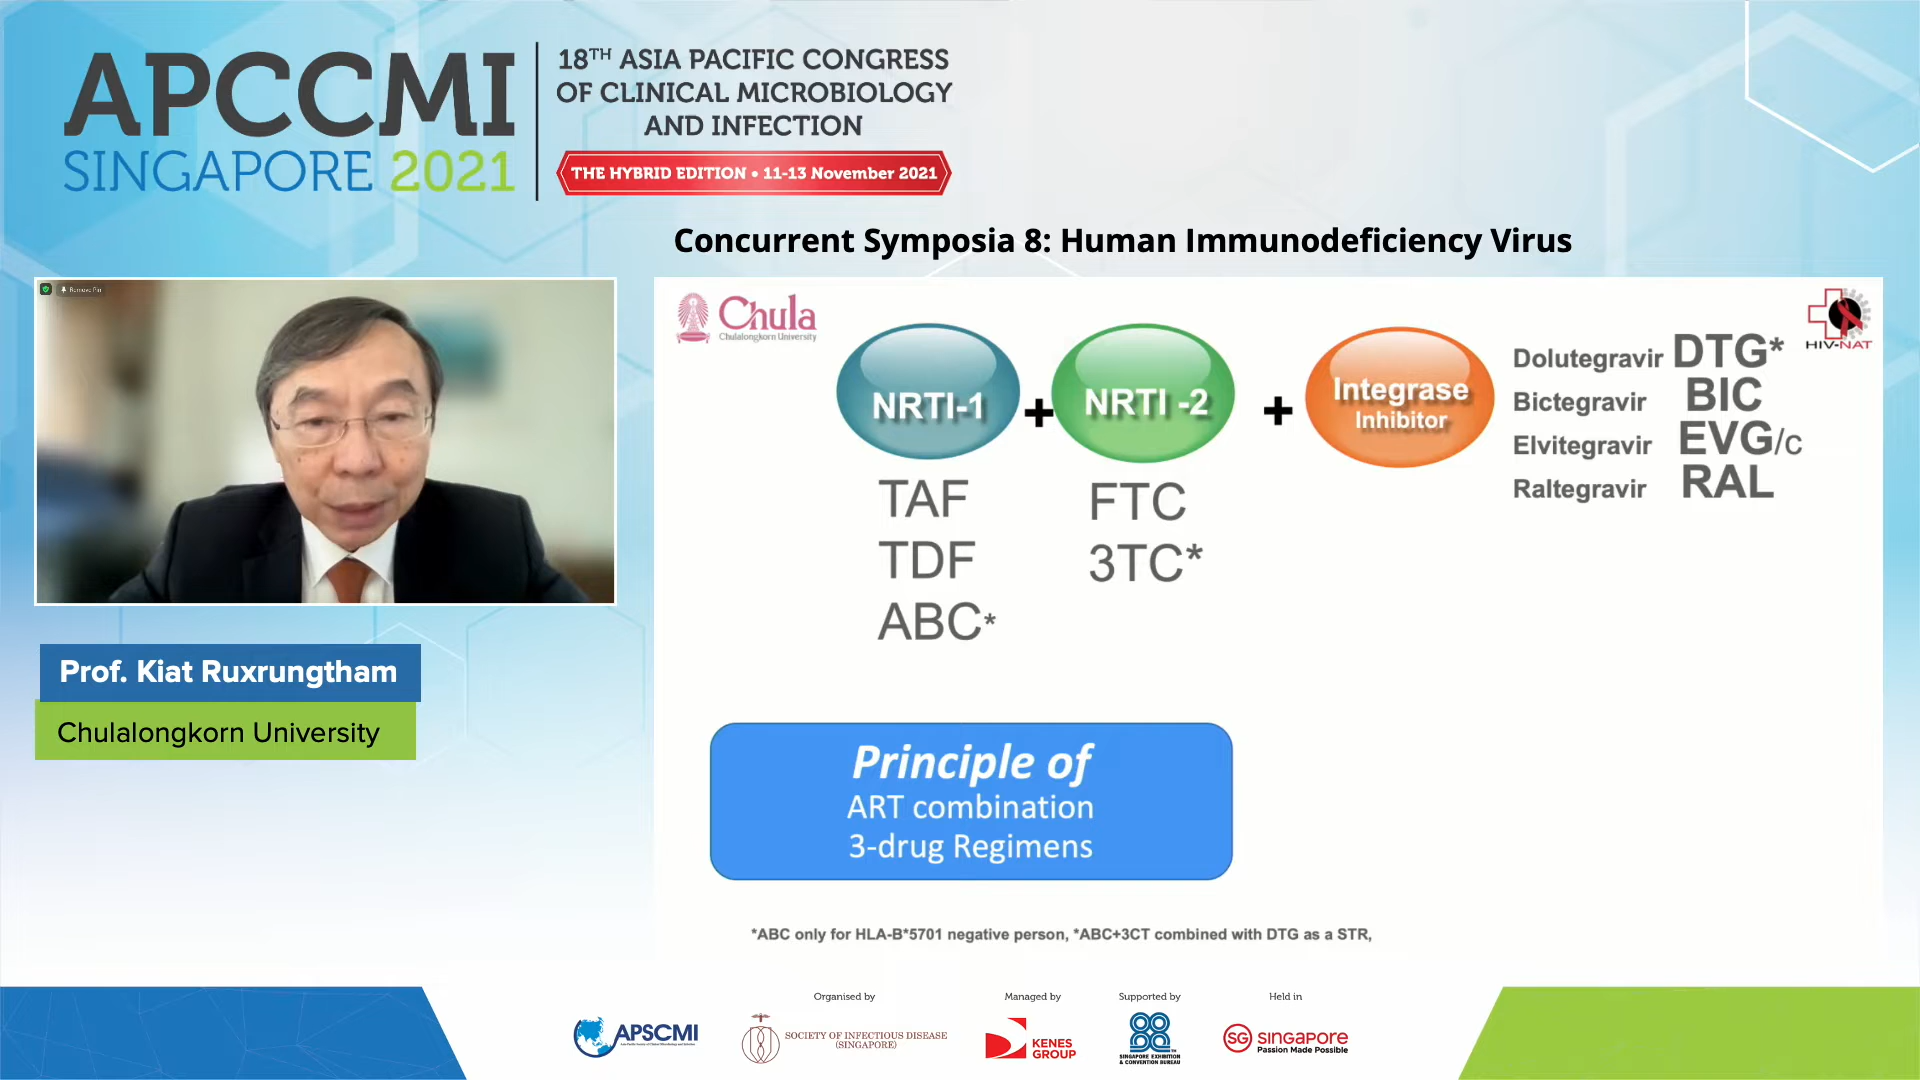 APCCMI
SINGAPORE 2021
18TH ASIA PACIFIC CONGRESS
OF CLINICAL MICROBIOLOGY
AND INFECTION
THE HYBRID EDITION • 11-13 November 2021
Concurrent Symposia 8: Human Immunodeficiency Virus
Remove Pin
Prof. Kiat Ruxrungtham
Chulalongkorn University
Chula
Chulalongkorn University
HIV-NAT
NRTI-1 + NRTI -2 + Integrase
Inhibitor
TAF
TDF
ABC*
FTC
3TC*
Dolutegravir DTG*
Bictegravir BIC
Elvitegravir EVG/c
Raltegravir RAL
Principle of
ART combination
3-drug Regimens
*ABC only for HLA-B*5701 negative person, *ABC+3CT combined with DTG as a STR,
APSCMI
Organised by
SOCIETY OF INFECTIOUS DISEASE
(SINGAPORE)
Managed by
KENES
GROUP
Supported by
SINGAPORE EXHIBITION
& CONVENTION BUREAU
Held in
SG SINGAPORE
Passion Made Possible